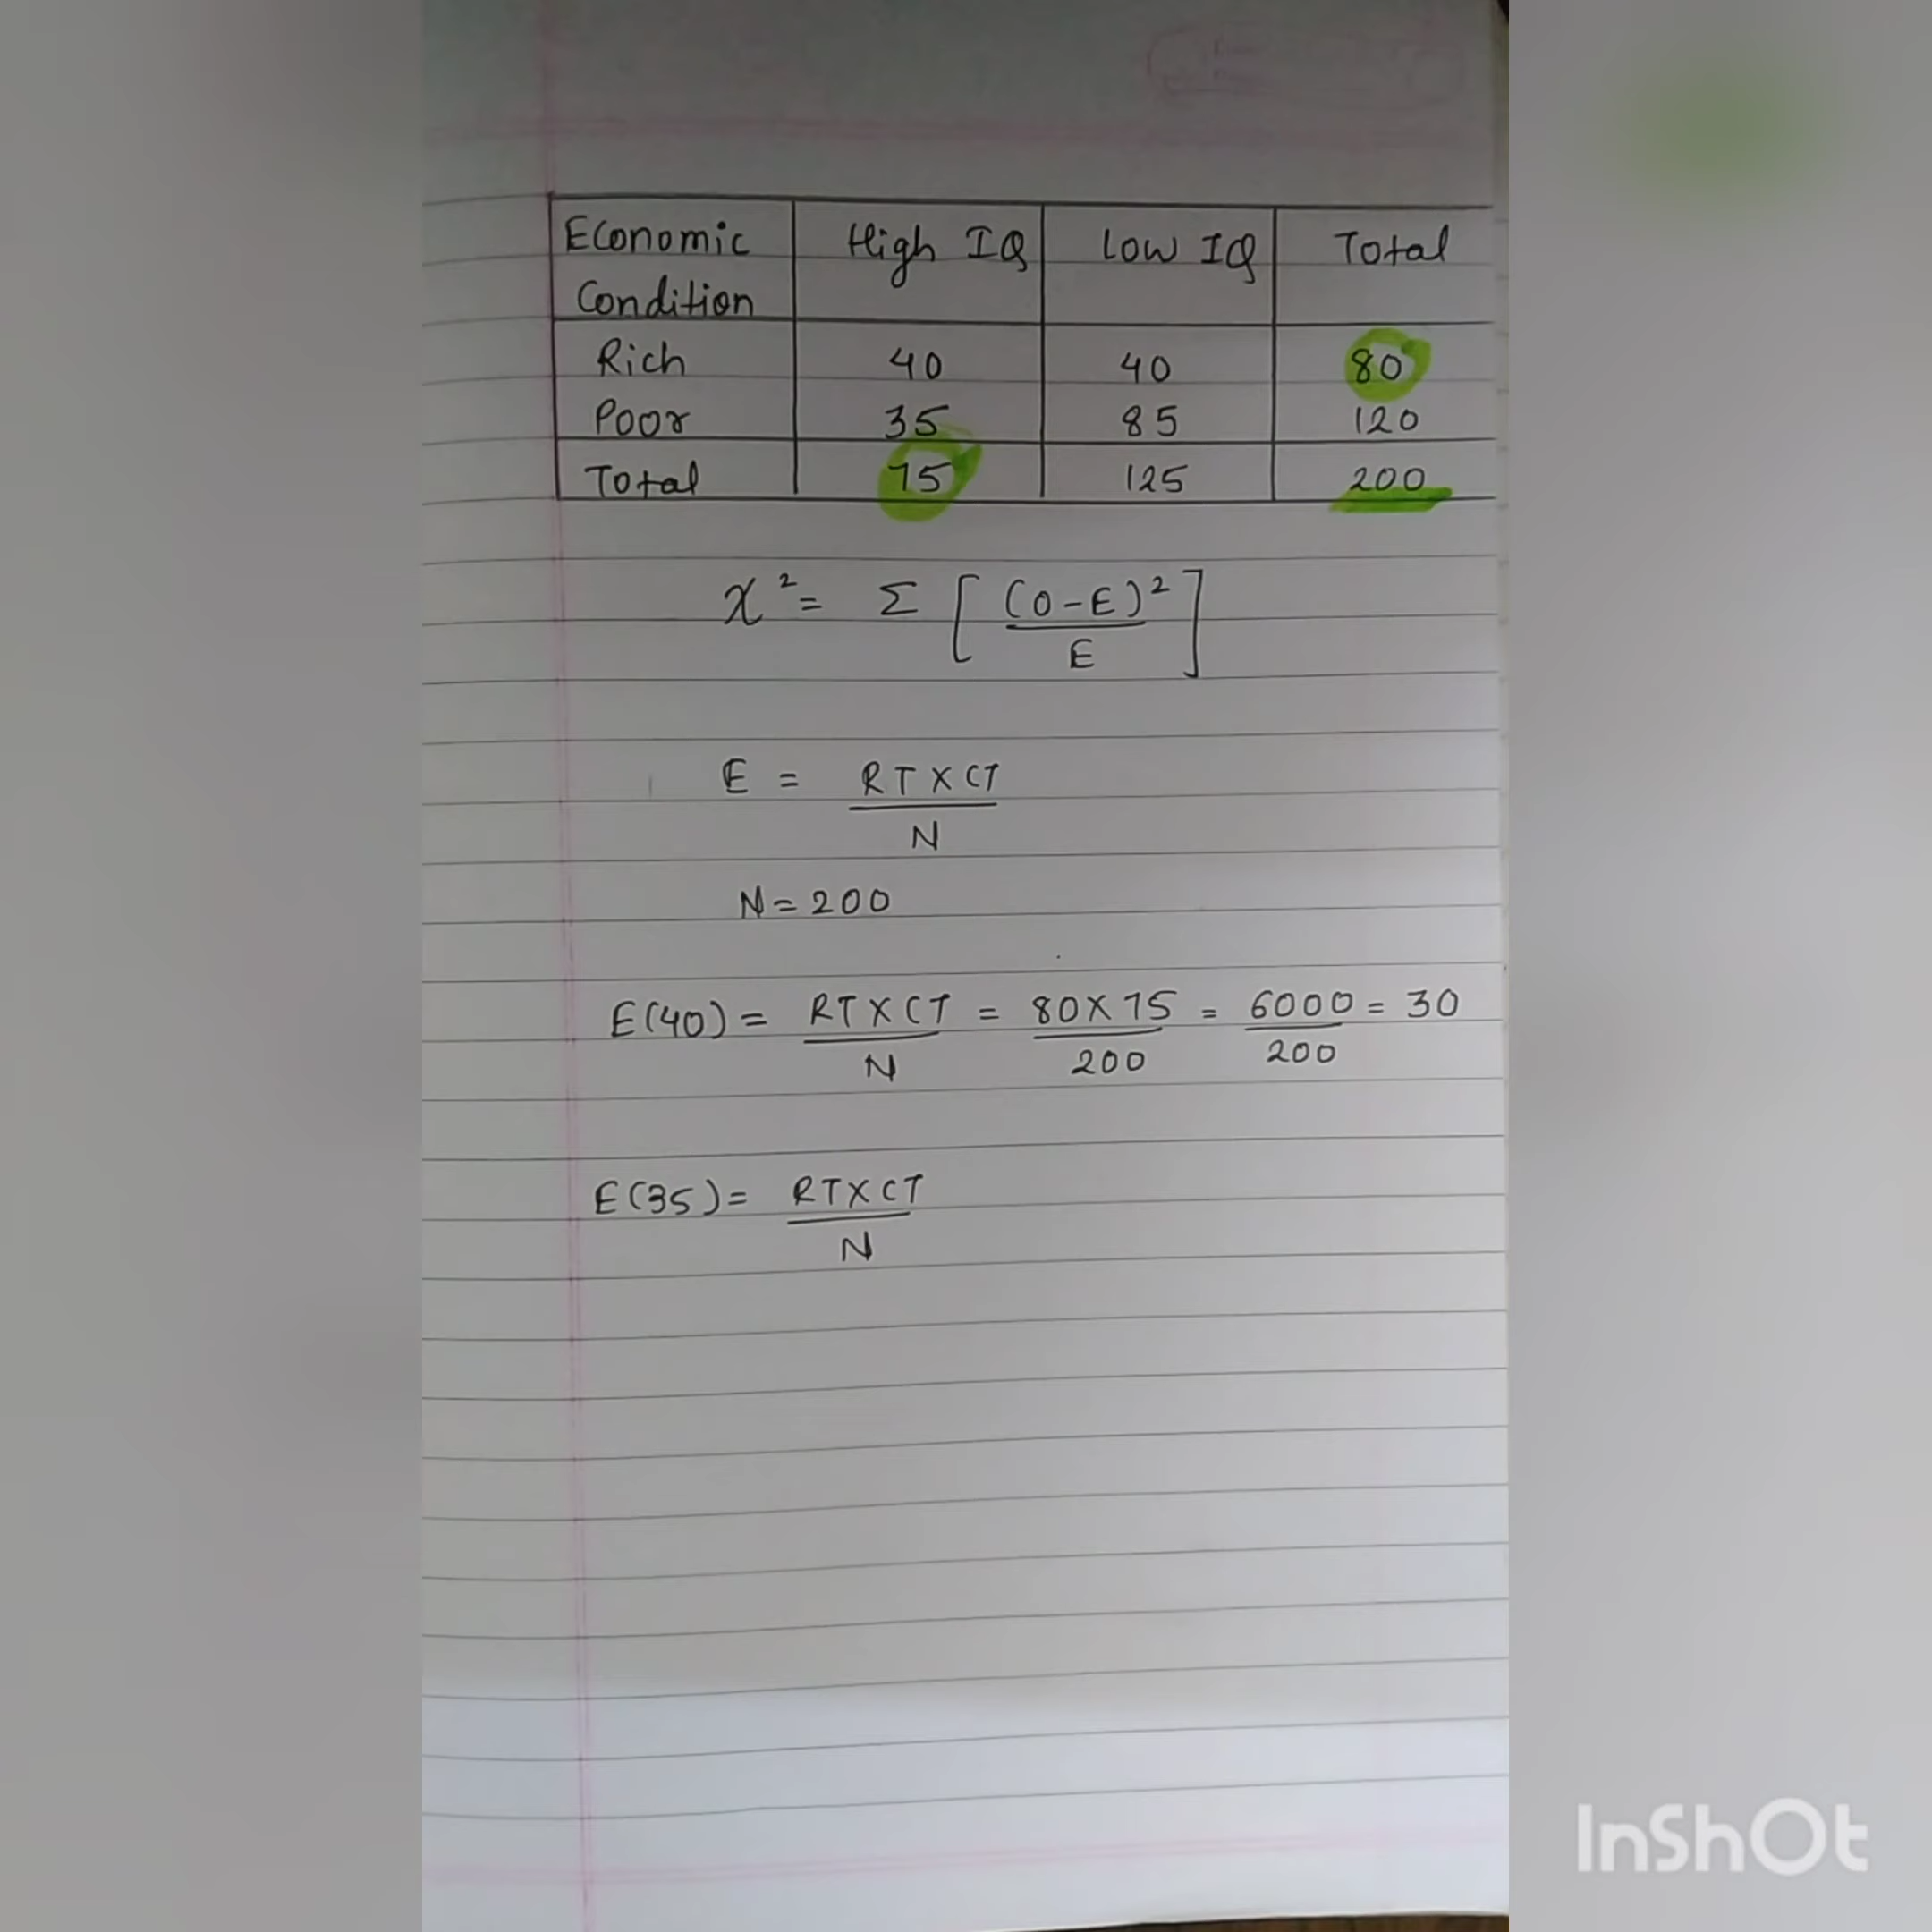 Economic Condition High IQ Low IQ Total
Rich 40 40 80
Poor 35 85 120
Total 75 125 200
χ² = Σ [ (O-E)² / E ]
E = RT X CT / N
N = 200
E(40) = RT X CT / N = 80 X 75 / 200 = 6000 / 200 = 30
E(35) = RT X CT / N
InShOt